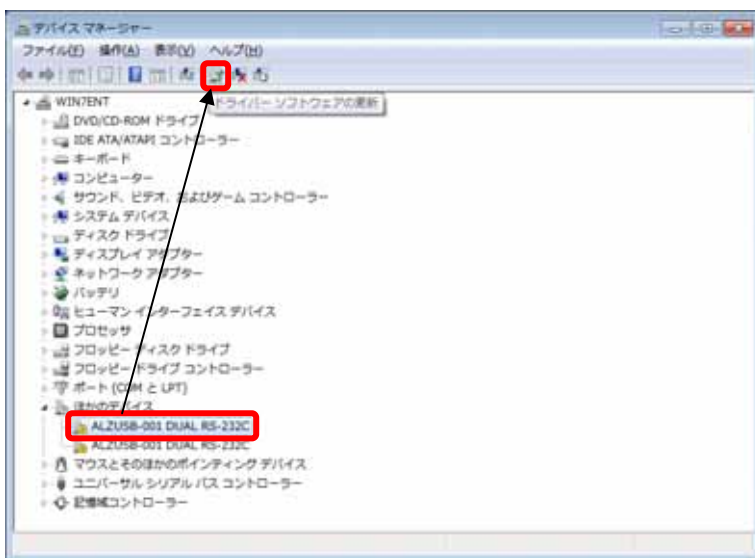 デバイス マネージャー
ファイル(F) 操作(A) 表示(V) ヘルプ(H)
ドライバー ソフトウェアの更新
WIN7ENT
DVD/CD-ROM ドライブ
IDE ATA/ATAPI コントローラー
キーボード
コンピューター
サウンド、ビデオ、およびゲーム コントローラー
システム デバイス
ディスク ドライブ
ディスプレイ アダプター
ネットワーク アダプター
バッテリ
ヒューマン インターフェイス デバイス
プロセッサ
フロッピー ディスク ドライブ
フロッピー ドライブ コントローラー
ポート (COM と LPT)
ほかのデバイス
ALZUSB-001 DUAL RS-232C
ALZUSB-001 DUAL RS-232C
マウスとそのほかのポインティング デバイス
ユニバーサル シリアル バス コントローラー
記憶域コントローラー